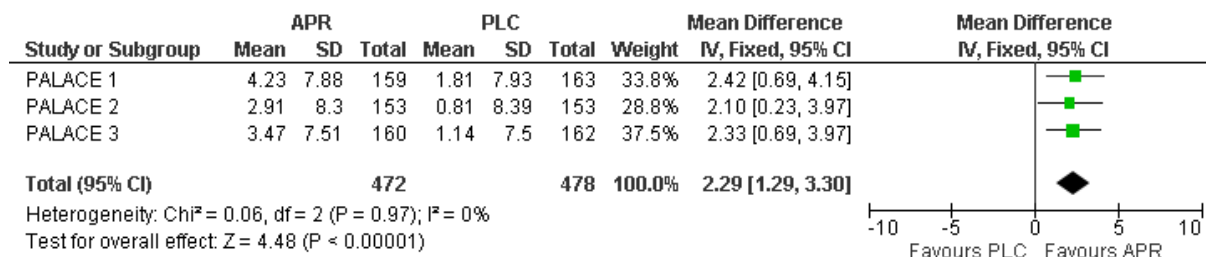 APR PLC Mean Difference Mean Difference
Study or Subgroup Mean SD Total Mean SD Total Weight IV, Fixed, 95% CI IV, Fixed, 95% CI
PALACE 1 4.23 7.88 159 1.81 7.93 163 33.8% 2.42 [0.69, 4.15]
PALACE 2 2.91 8.3 153 0.81 8.39 153 28.8% 2.10 [0.23, 3.97]
PALACE 3 3.47 7.51 160 1.14 7.5 162 37.5% 2.33 [0.69, 3.97]
Total (95% CI) 472 478 100.0% 2.29 [1.29, 3.30]
Heterogeneity: Chi² = 0.06, df = 2 (P = 0.97); I² = 0%
Test for overall effect: Z = 4.48 (P < 0.00001)
-10 -5 0 5 10
Favours PLC Favours APR